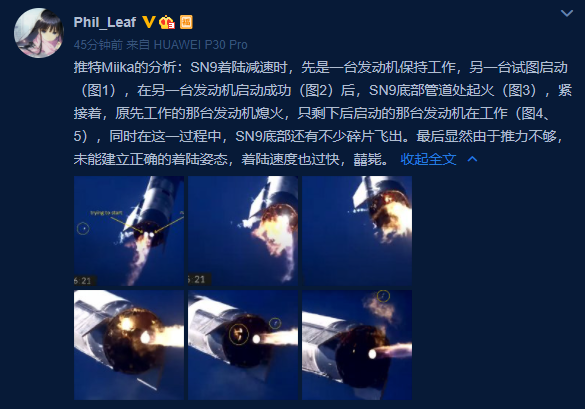 Phil_Leaf
45分钟前 来自 HUAWEI P30 Pro
推特Miika的分析：SN9着陆减速时，先是一台发动机保持工作，另一台试图启动
（图1），在另一台发动机启动成功（图2）后，SN9底部管道处起火（图3），紧
接着，原先工作的那台发动机熄火，只剩下后启动的那台发动机在工作（图4、
5），同时在这一过程中，SN9底部还有不少碎片飞出。最后显然由于推力不够，
未能建立正确的着陆姿态，着陆速度也过快，囍毙。 收起全文
trying to start
6:21
6:21